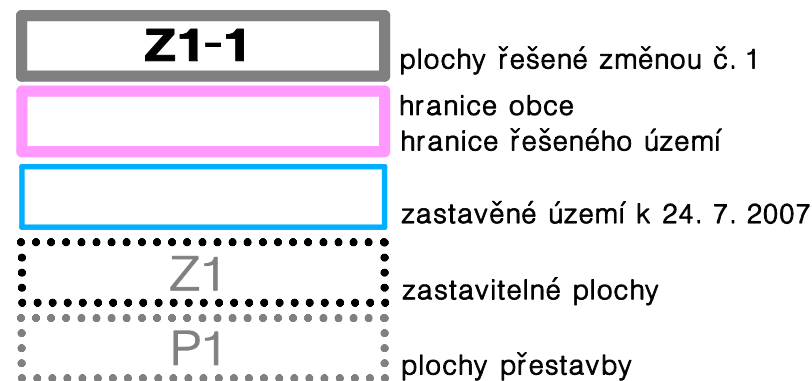 Z1-1
plochy řešené změnou č. 1
hranice obce
hranice řešeného území
zastavěné území k 24. 7. 2007
Z1
zastavitelné plochy
P1
plochy přestavby